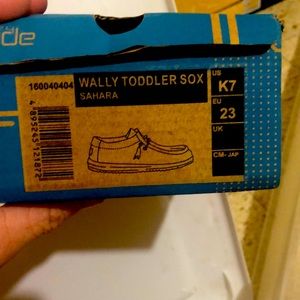 de
160040404
WALLY TODDLER SOX
SAHARA
US
K7
EU
23
UK
CM- JAP